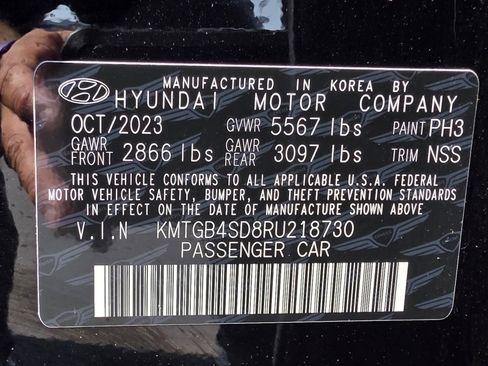 MANUFACTURED IN KOREA BY
HYUNDAI MOTOR COMPANY
OCT/2023 GVWR 5567 lbs PAINT PH3
GAWR FRONT 2866 lbs GAWR REAR 3097 lbs TRIM NSS
THIS VEHICLE CONFORMS TO ALL APPLICABLE U.S.A. FEDERAL
MOTOR VEHICLE SAFETY, BUMPER, AND THEFT PREVENTION STANDARDS
IN EFFECT ON THE DATE OF MANUFACTURE SHOWN ABOVE
V.I.N KMTGB4SD8RU218730
PASSENGER CAR